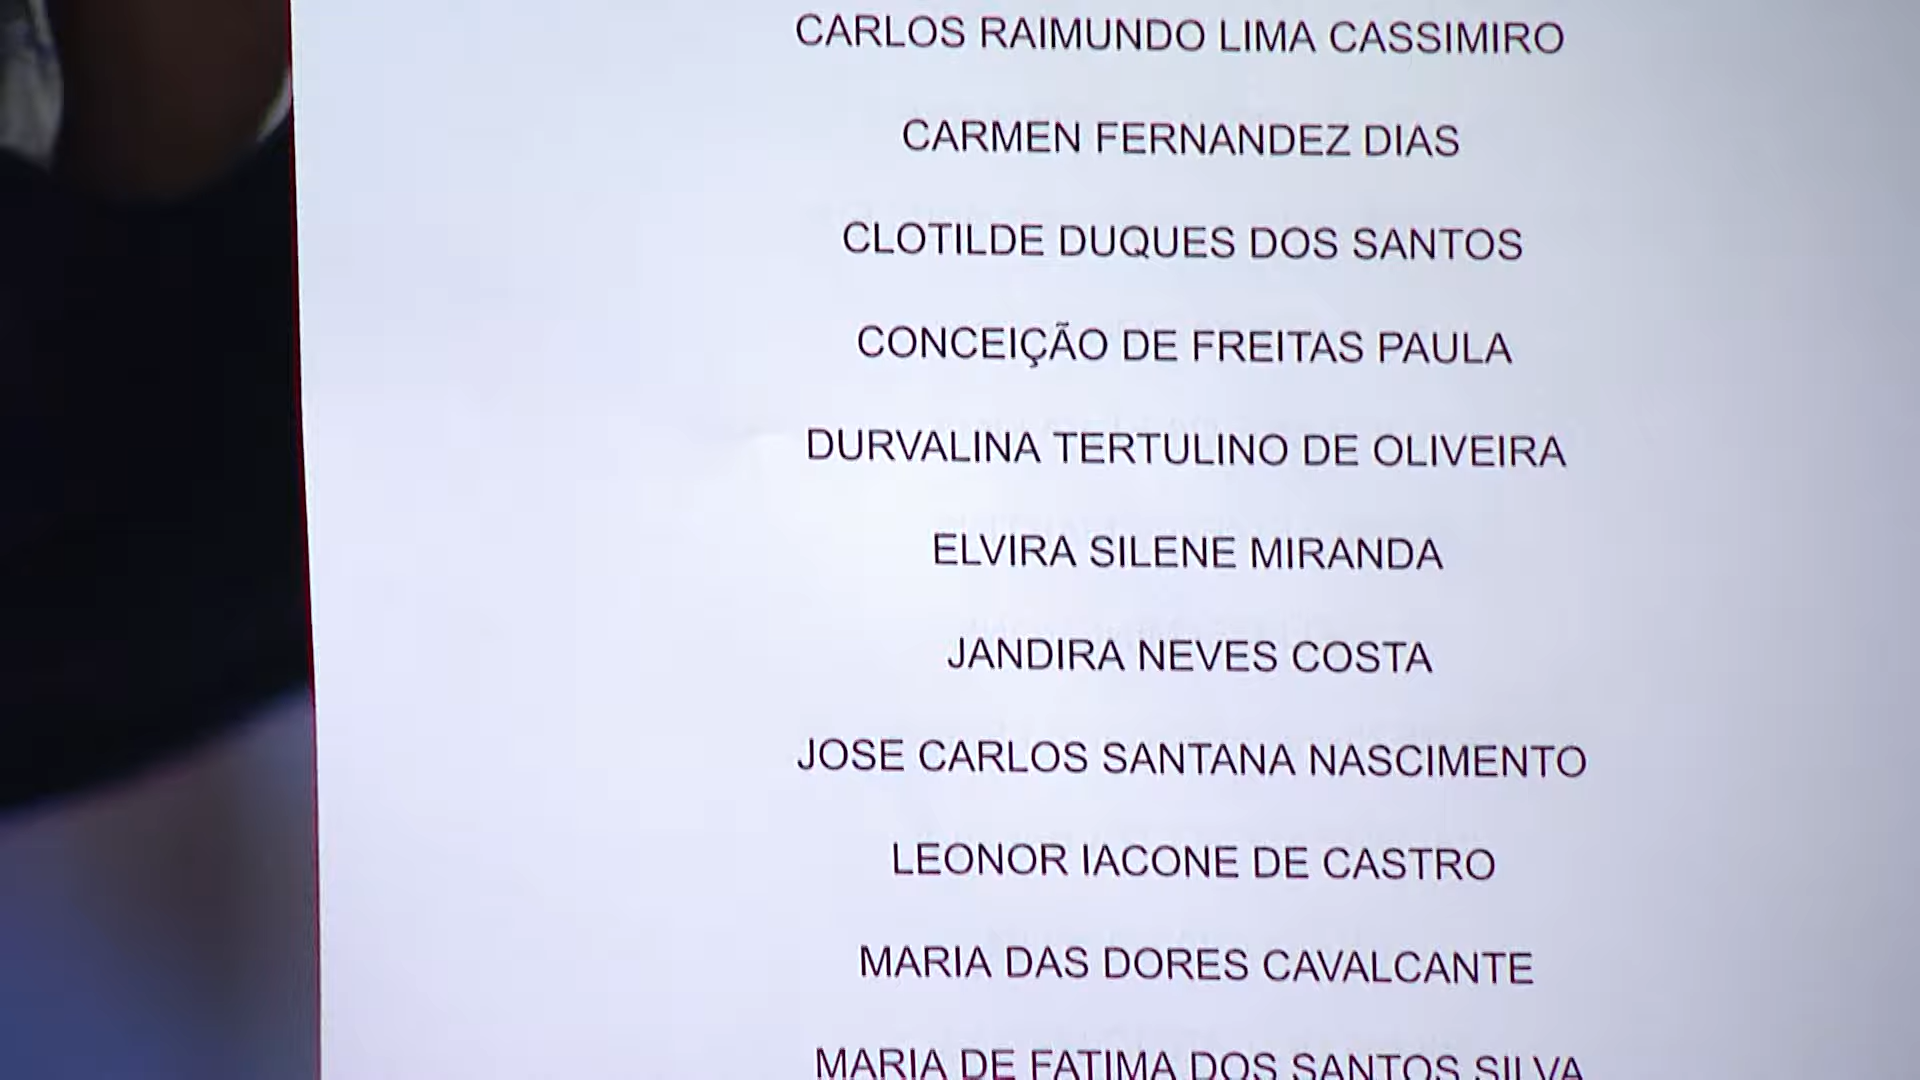 CARLOS RAIMUNDO LIMA CASSIMIRO
CARMEN FERNANDEZ DIAS
CLOTILDE DUQUES DOS SANTOS
CONCEIÇÃO DE FREITAS PAULA
DURVALINA TERTULINO DE OLIVEIRA
ELVIRA SILENE MIRANDA
JANDIRA NEVES COSTA
JOSE CARLOS SANTANA NASCIMENTO
LEONOR IACONE DE CASTRO
MARIA DAS DORES CAVALCANTE
MARIA DE FATIMA DOS SANTOS SILVA